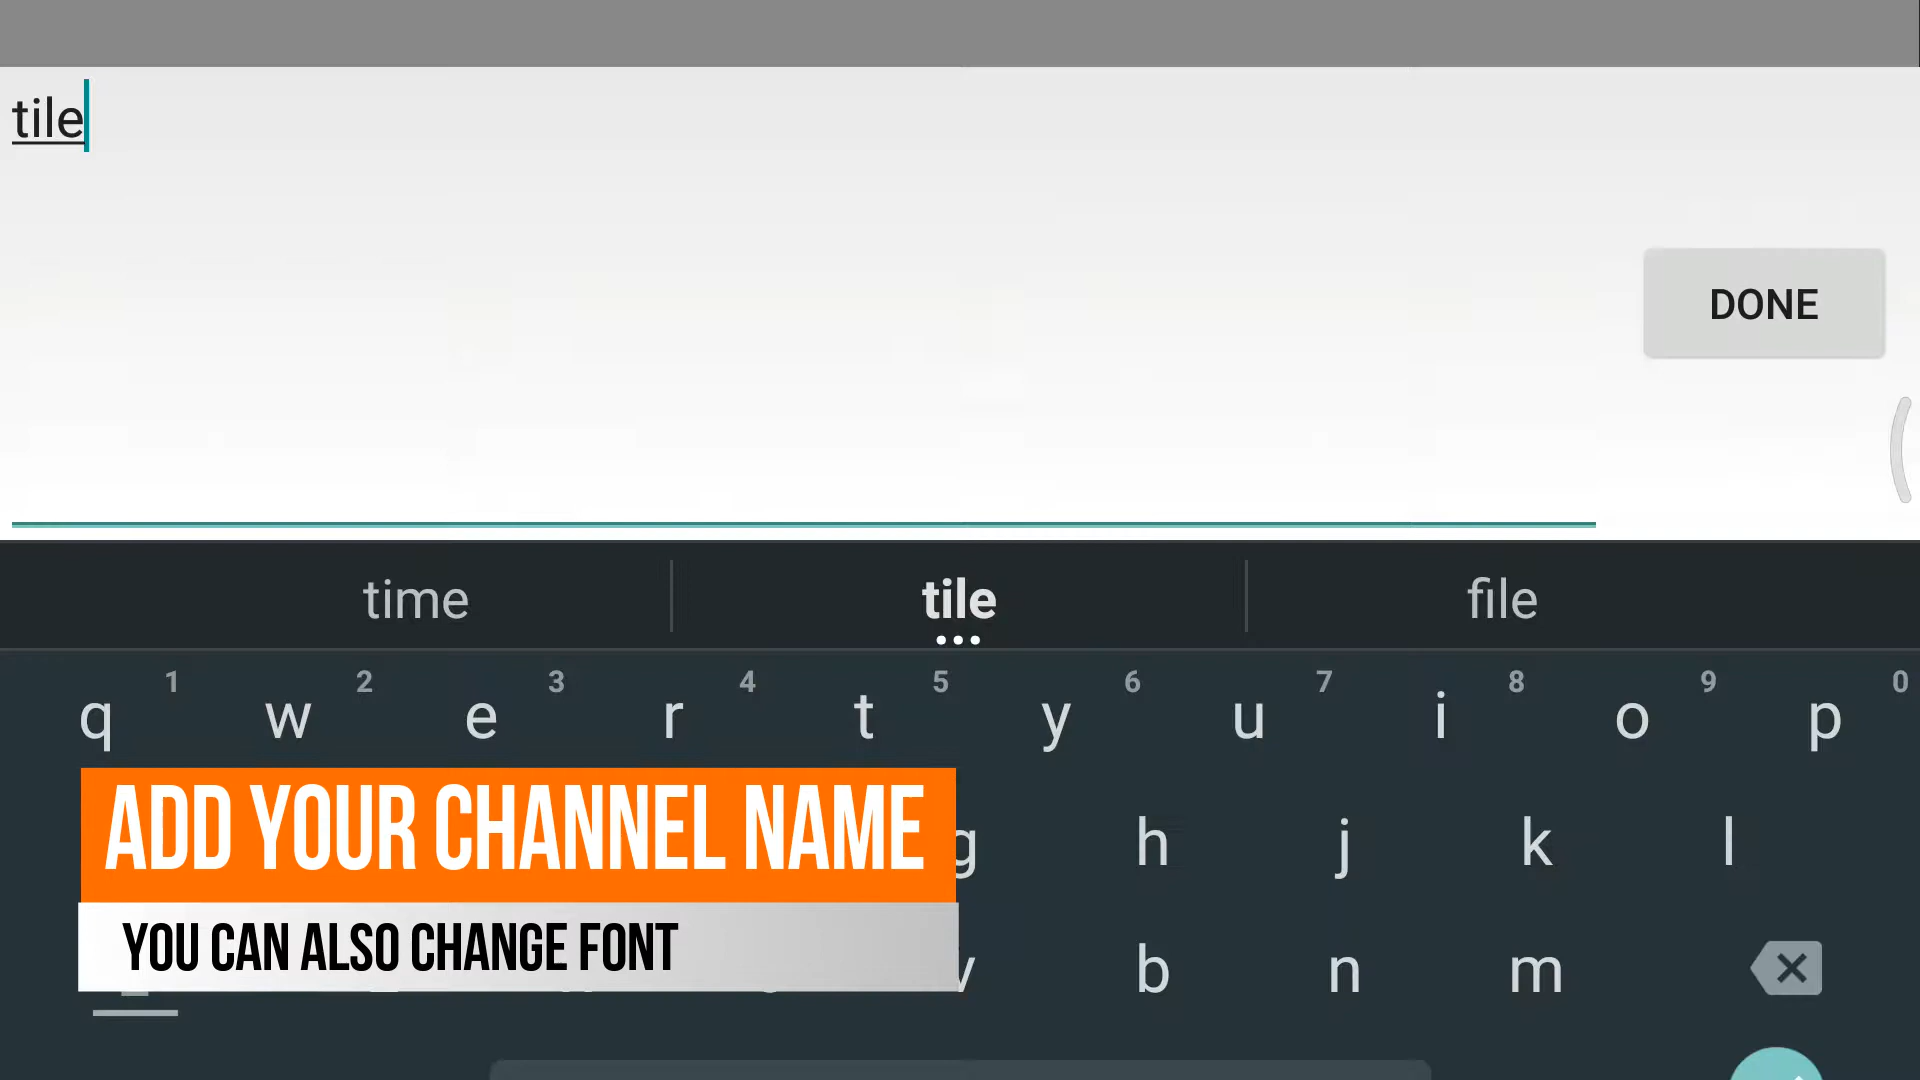 tile
DONE
time tile file
1 2 3 4 5 6 7 8 9 0
q w e r t y u i o p
ADD YOUR CHANNEL NAME
g h j k l
YOU CAN ALSO CHANGE FONT
v b n m